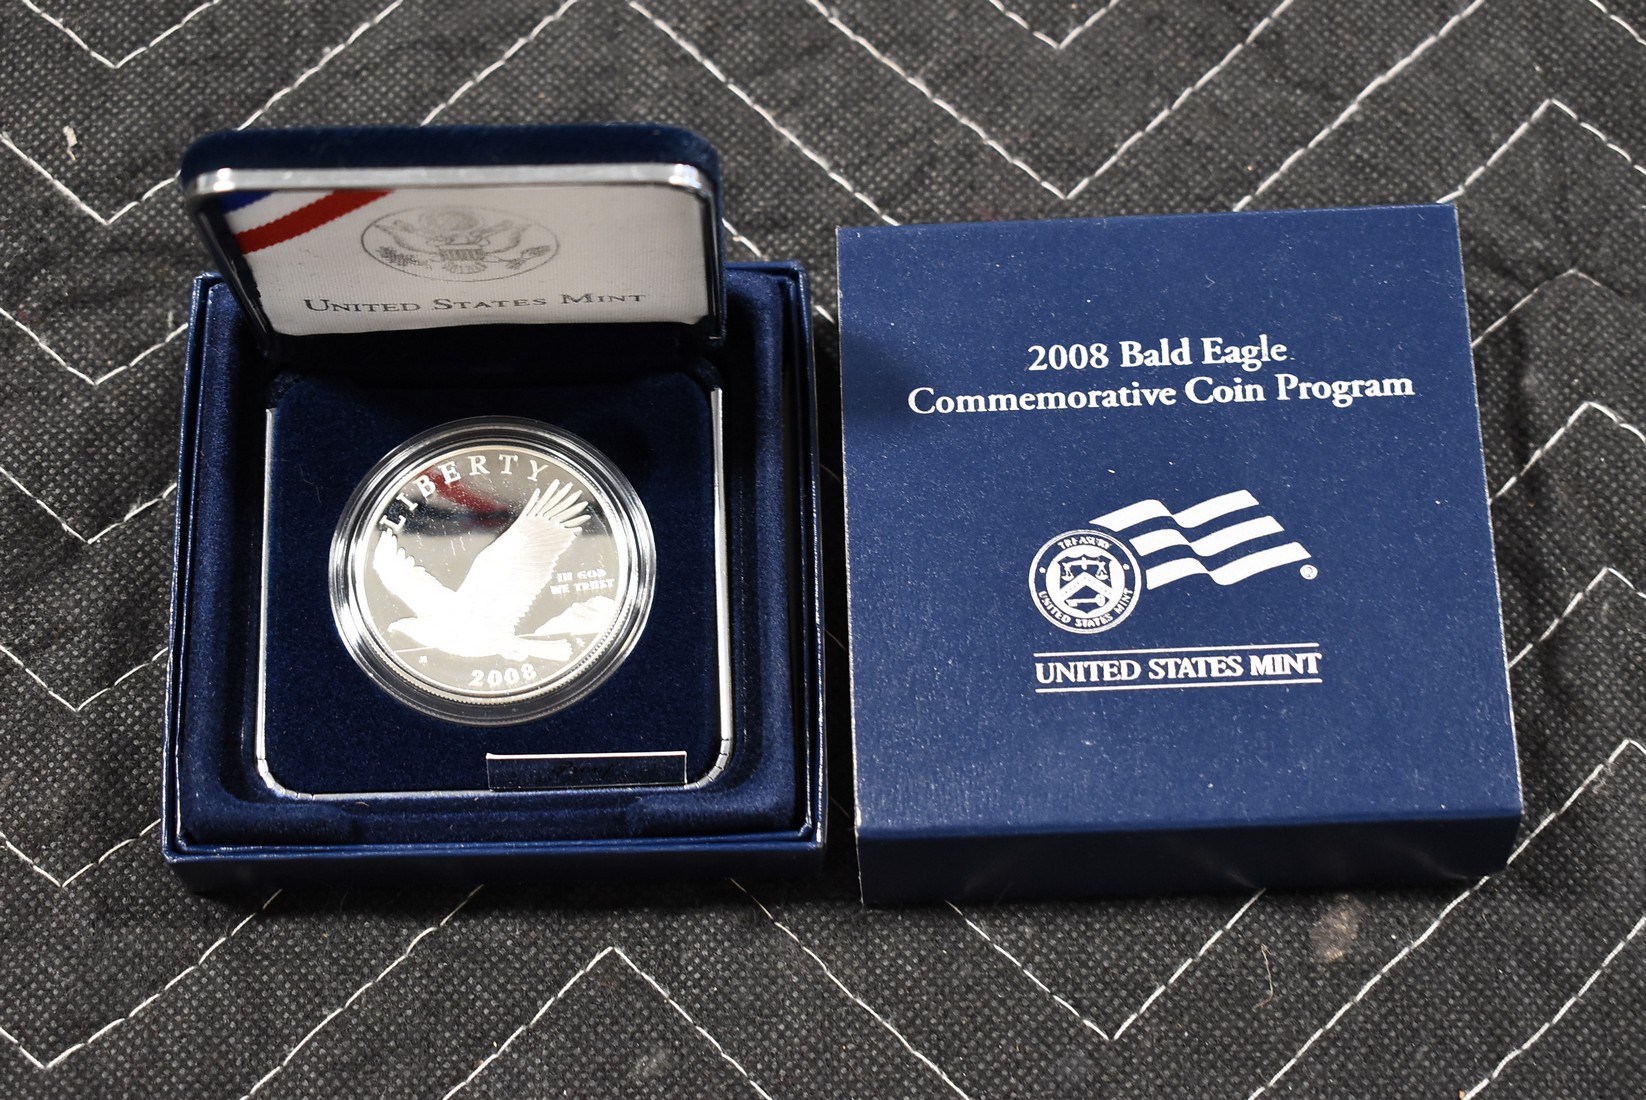 UNITED STATES MINT
LIBERTY
IN GOD
WE TRUST
2008
2008 Bald Eagle
Commemorative Coin Program
TREASURY
UNITED STATES MINT
®
UNITED STATES MINT